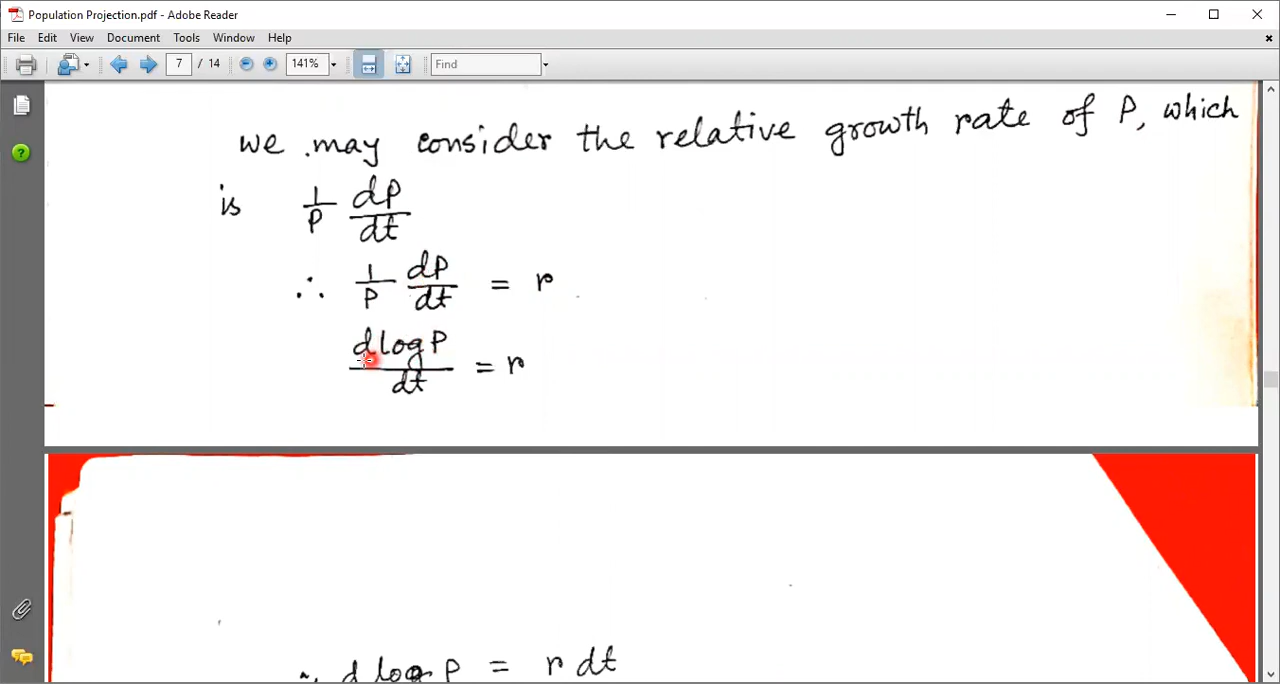 Population Projection.pdf - Adobe Reader
File Edit View Document Tools Window Help
7 / 14 141% Find
we may consider the relative growth rate of P, which
is 1/P dP/dt
∴ 1/P dP/dt = r
d log P/dt = r
d log P = r dt